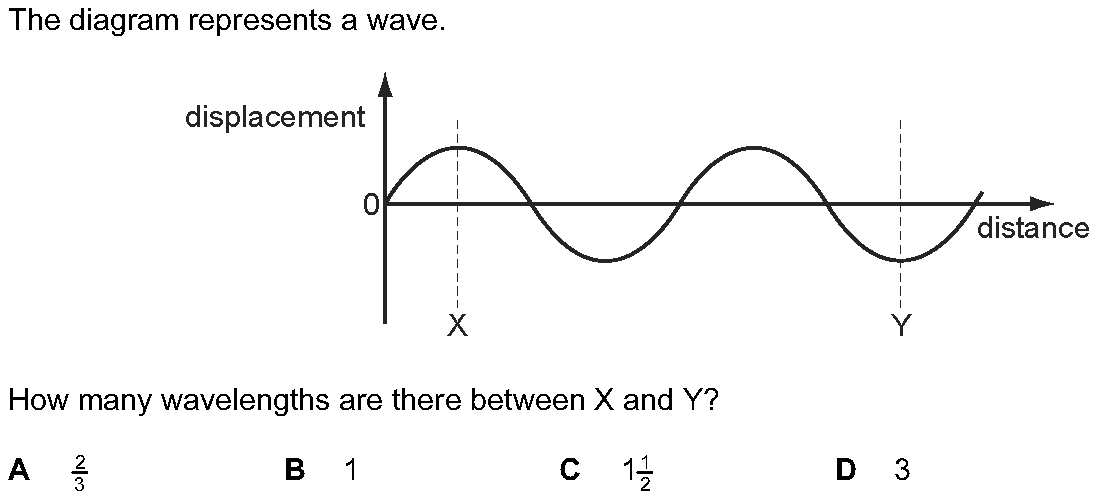 The diagram represents a wave.
displacement
0
distance
X Y
How many wavelengths are there between X and Y?
A 2/3 B 1 C 1 1/2 D 3